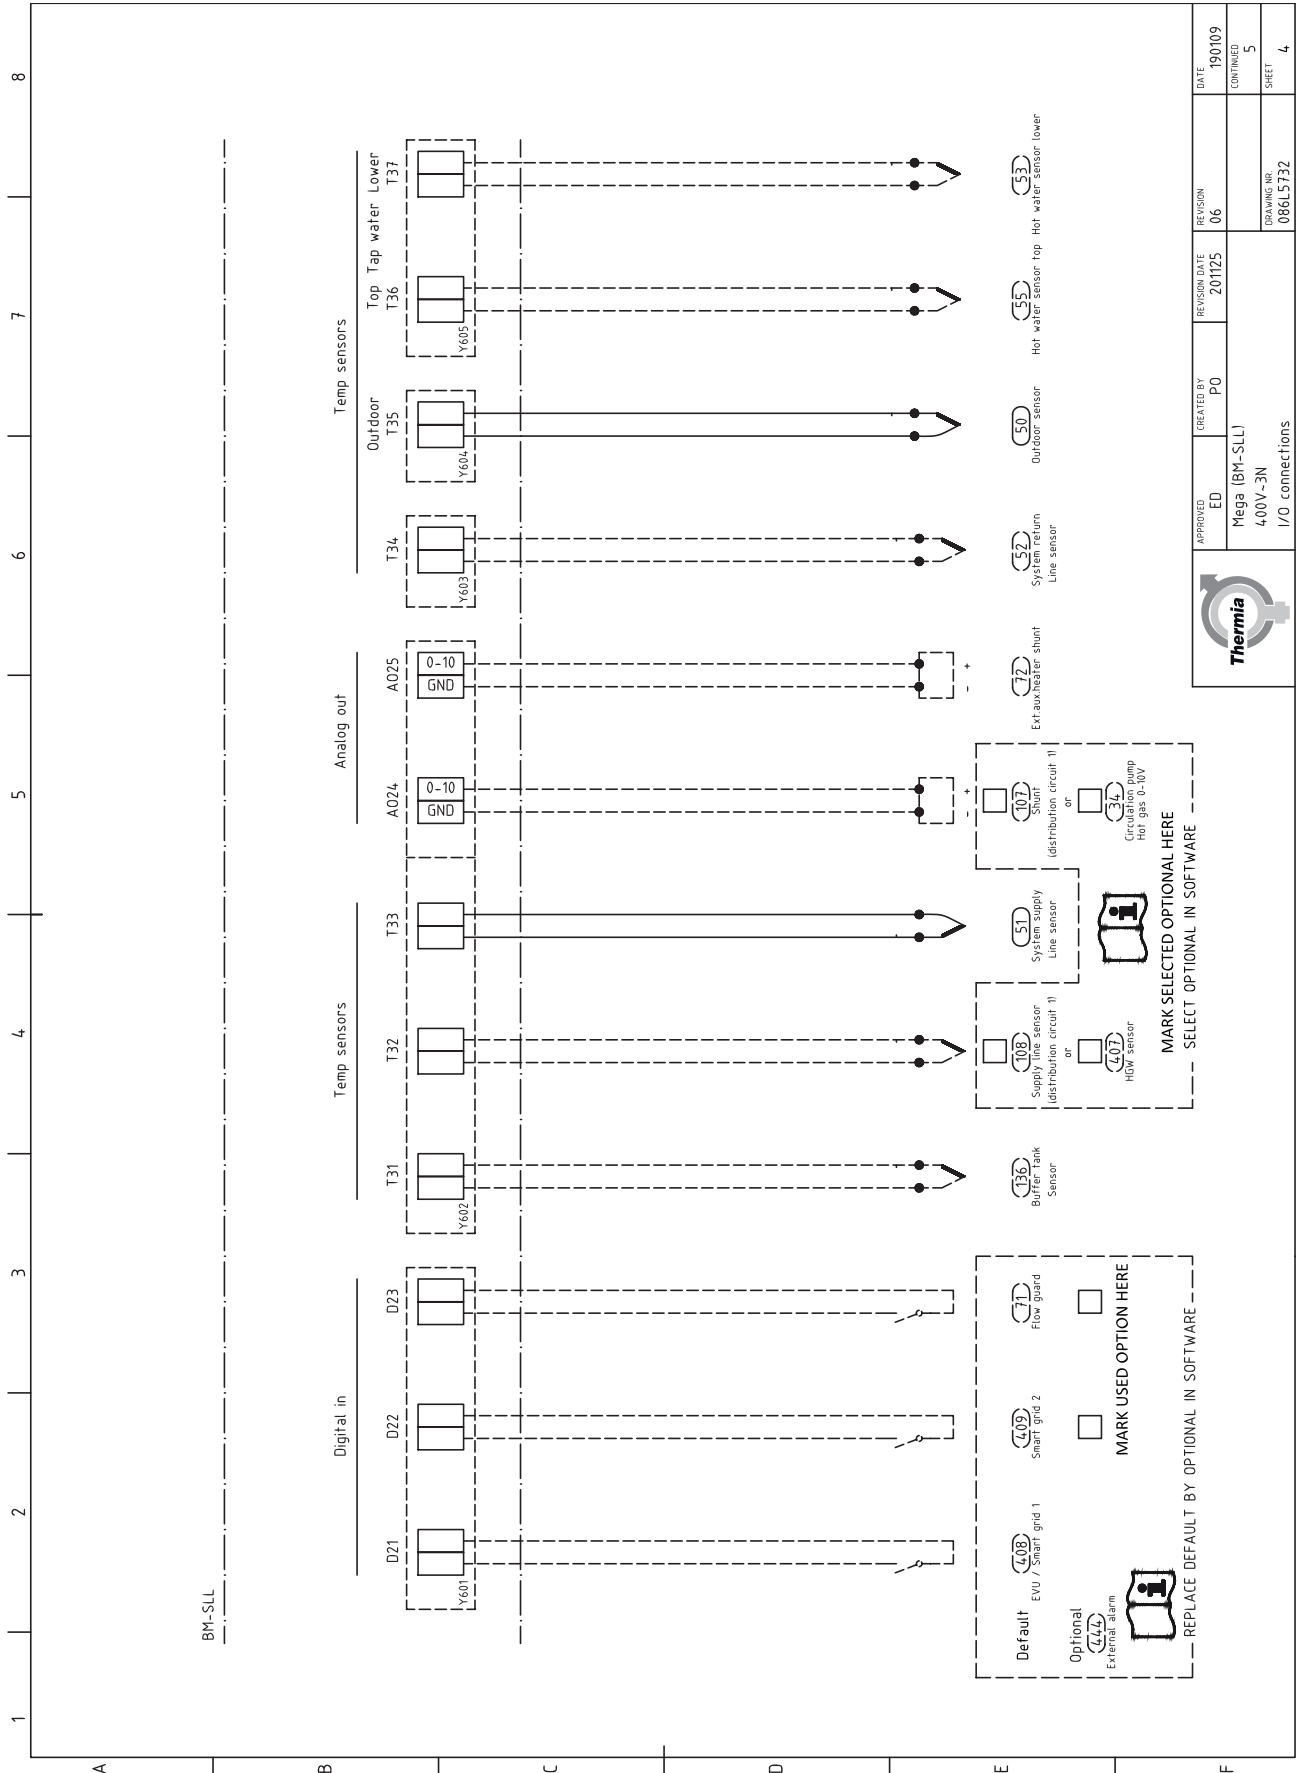 1 2 3 4 5 6 7 8
A
B
C
D
E
F
BM-SLL
Digital in
Temp sensors
Analog out
Temp sensors
Outdoor
Top Tap water Lower
D21
D22
D23
T31
T32
T33
AO24
AO25
T34
T35
T36
T37
0-10
GND
0-10
GND
Y601
Y602
Y603
Y604
Y605
- +
- +
Default
408
EVU / Smart grid 1
409
Smart grid 2
71
Flow guard
Optional
444
External alarm
MARK USED OPTION HERE
REPLACE DEFAULT BY OPTIONAL IN SOFTWARE
136
Buffer tank
Sensor
108
Supply line sensor
(distribution circuit 1)
or
407
HGW sensor
51
System supply
Line sensor
107
Shunt
(distribution circuit 1)
or
34
Circulation pump
Hot gas 0-10V
MARK SELECTED OPTIONAL HERE
SELECT OPTIONAL IN SOFTWARE
72
Ext.aux.heater shunt
52
System return
Line sensor
50
Outdoor sensor
55
Hot water sensor top
53
Hot water sensor lower
Thermia
APPROVED
ED
CREATED BY
PO
REVISION DATE
201125
REVISION
06
DATE
190109
Mega (BM-SLL)
400V~3N
I/O connections
CONTINUED
5
DRAWING NR.
086L5732
SHEET
4